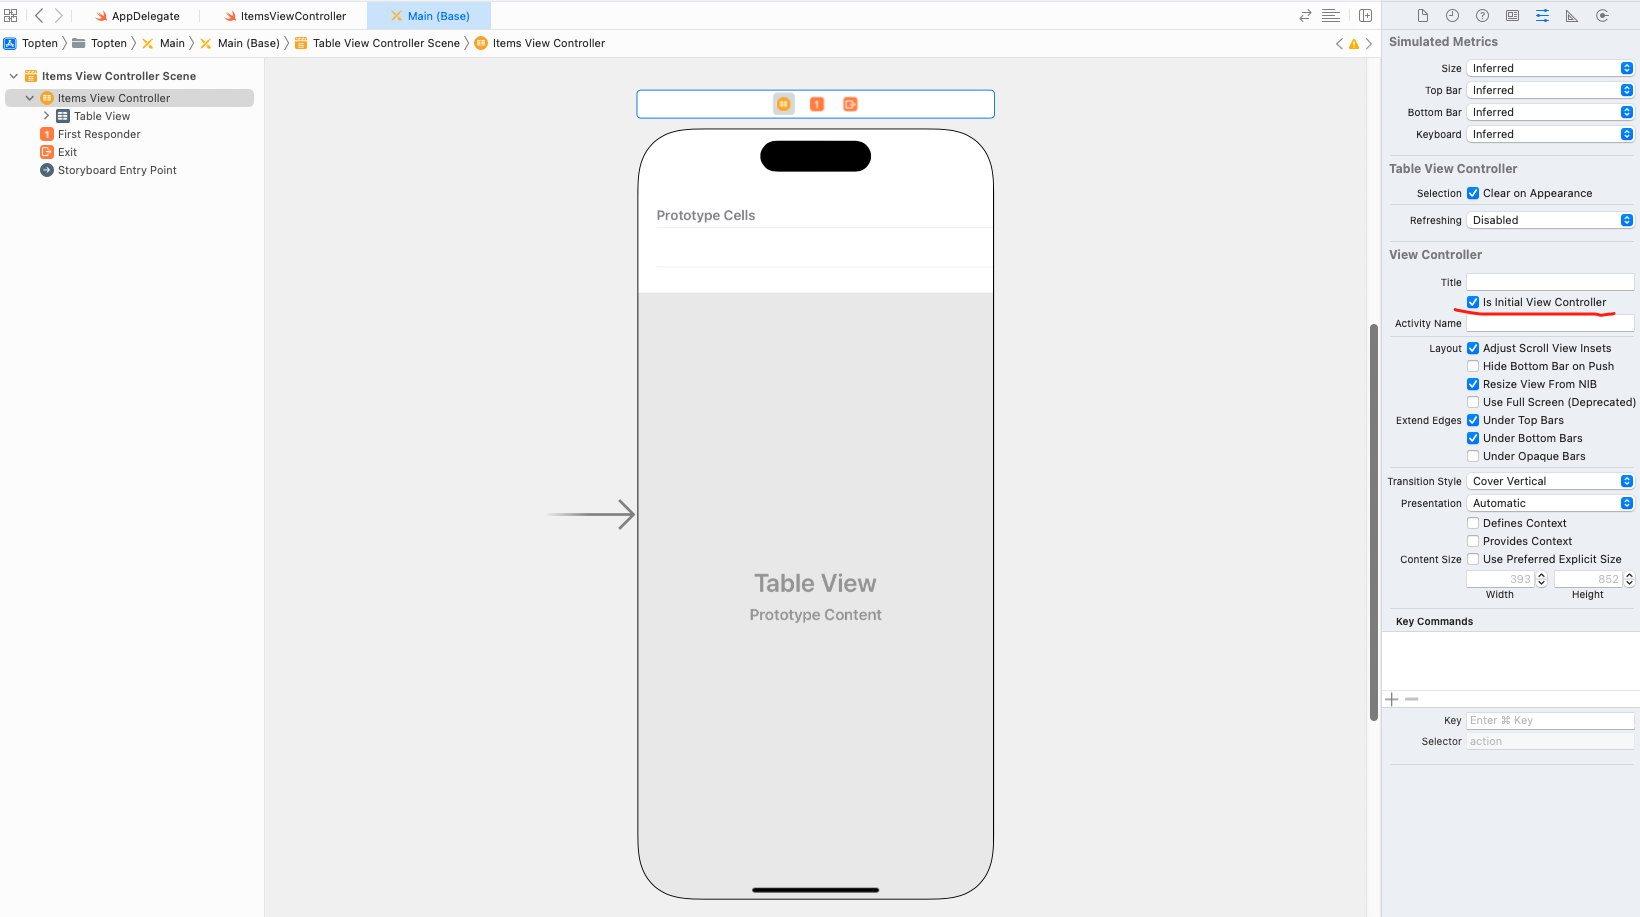 AppDelegate
ItemsViewController
Main (Base)
Topten
Topten
Main
Main (Base)
Table View Controller Scene
Items View Controller
Items View Controller Scene
Items View Controller
Table View
1 First Responder
Exit
Storyboard Entry Point
1
Prototype Cells
Table View
Prototype Content
Simulated Metrics
Size Inferred
Top Bar Inferred
Bottom Bar Inferred
Keyboard Inferred
Table View Controller
Selection Clear on Appearance
Refreshing Disabled
View Controller
Title
Is Initial View Controller
Activity Name
Layout Adjust Scroll View Insets
Hide Bottom Bar on Push
Resize View From NIB
Use Full Screen (Deprecated)
Extend Edges Under Top Bars
Under Bottom Bars
Under Opaque Bars
Transition Style Cover Vertical
Presentation Automatic
Defines Context
Provides Context
Content Size Use Preferred Explicit Size
393 852
Width Height
Key Commands
Key Enter ⌘ Key
Selector action